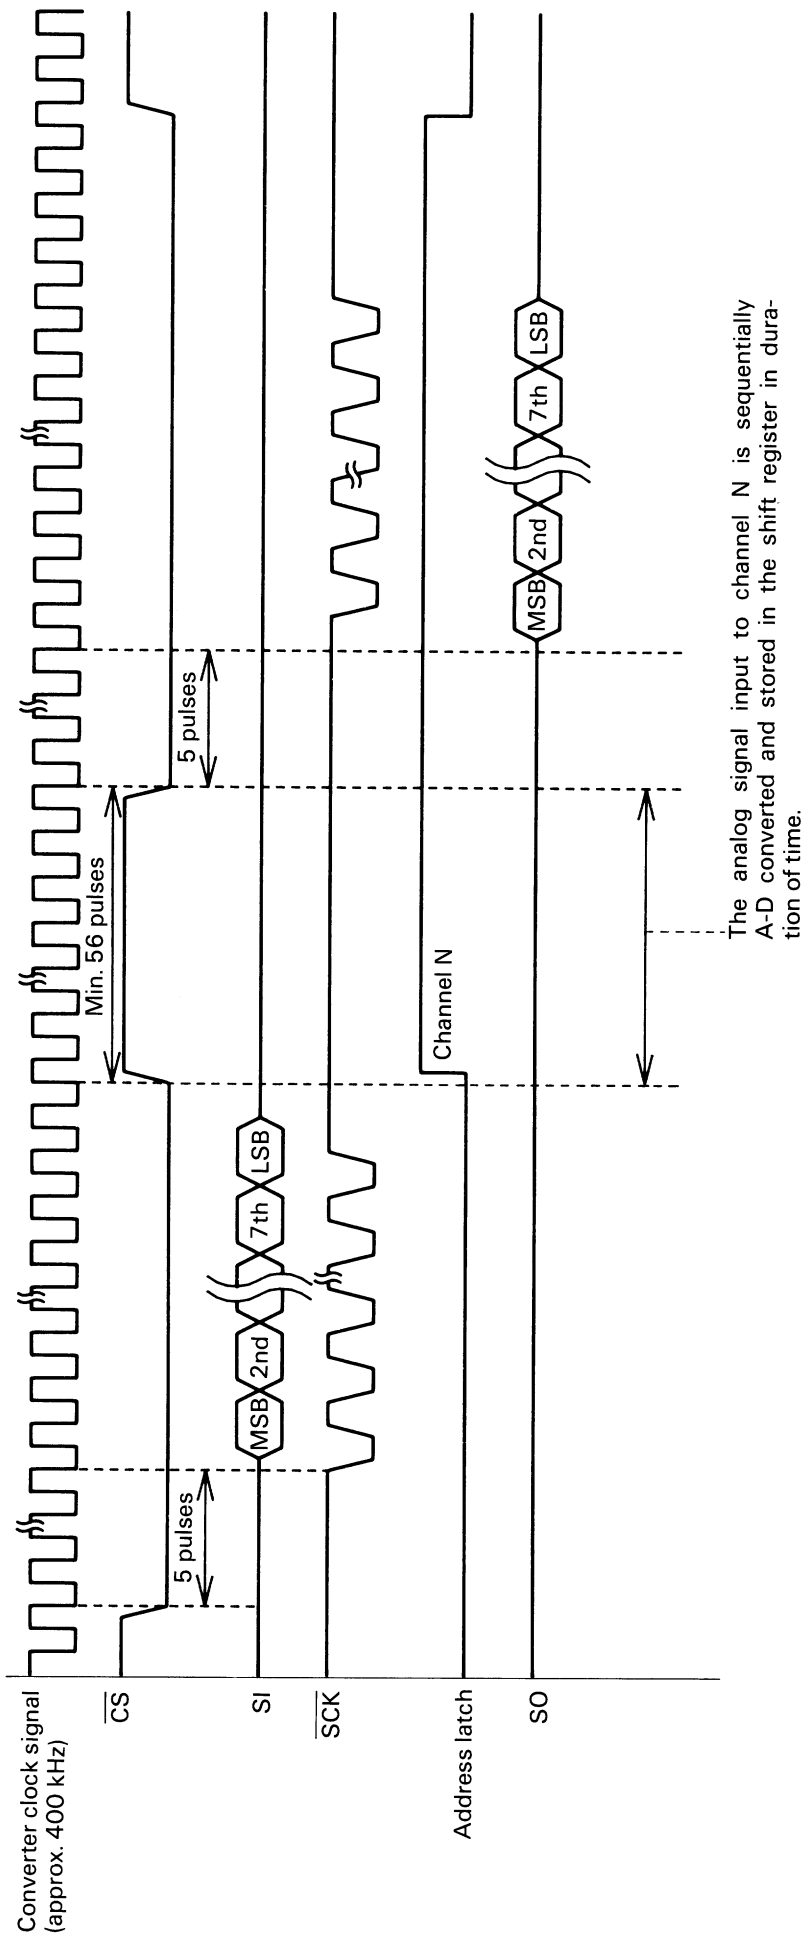 Converter clock signal
(approx. 400 kHz)
CS
SI
SCK
Address latch
SO
5 pulses
Min. 56 pulses
5 pulses
MSB 2nd 7th LSB
Channel N
MSB 2nd 7th LSB
The analog signal input to channel N is sequentially
A-D converted and stored in the shift register in dura-
tion of time.